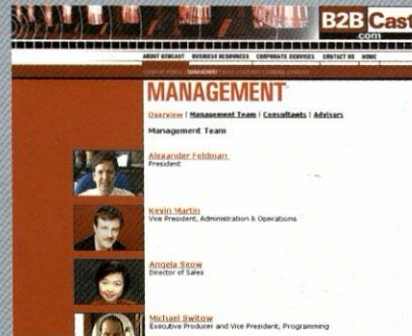 B2BCast
.com
ABOUT B2BCAST BUSINESS RESOURCES CORPORATE SERVICES CONTACT US HOME
MANAGEMENT
Overview | Management Team | Consultants | Advisors
Management Team
Alexander Feldman
President
Kevin Martin
Vice President, Administration & Operations
Angela Seow
Director of Sales
Michael Switow
Executive Producer and Vice President, Programming